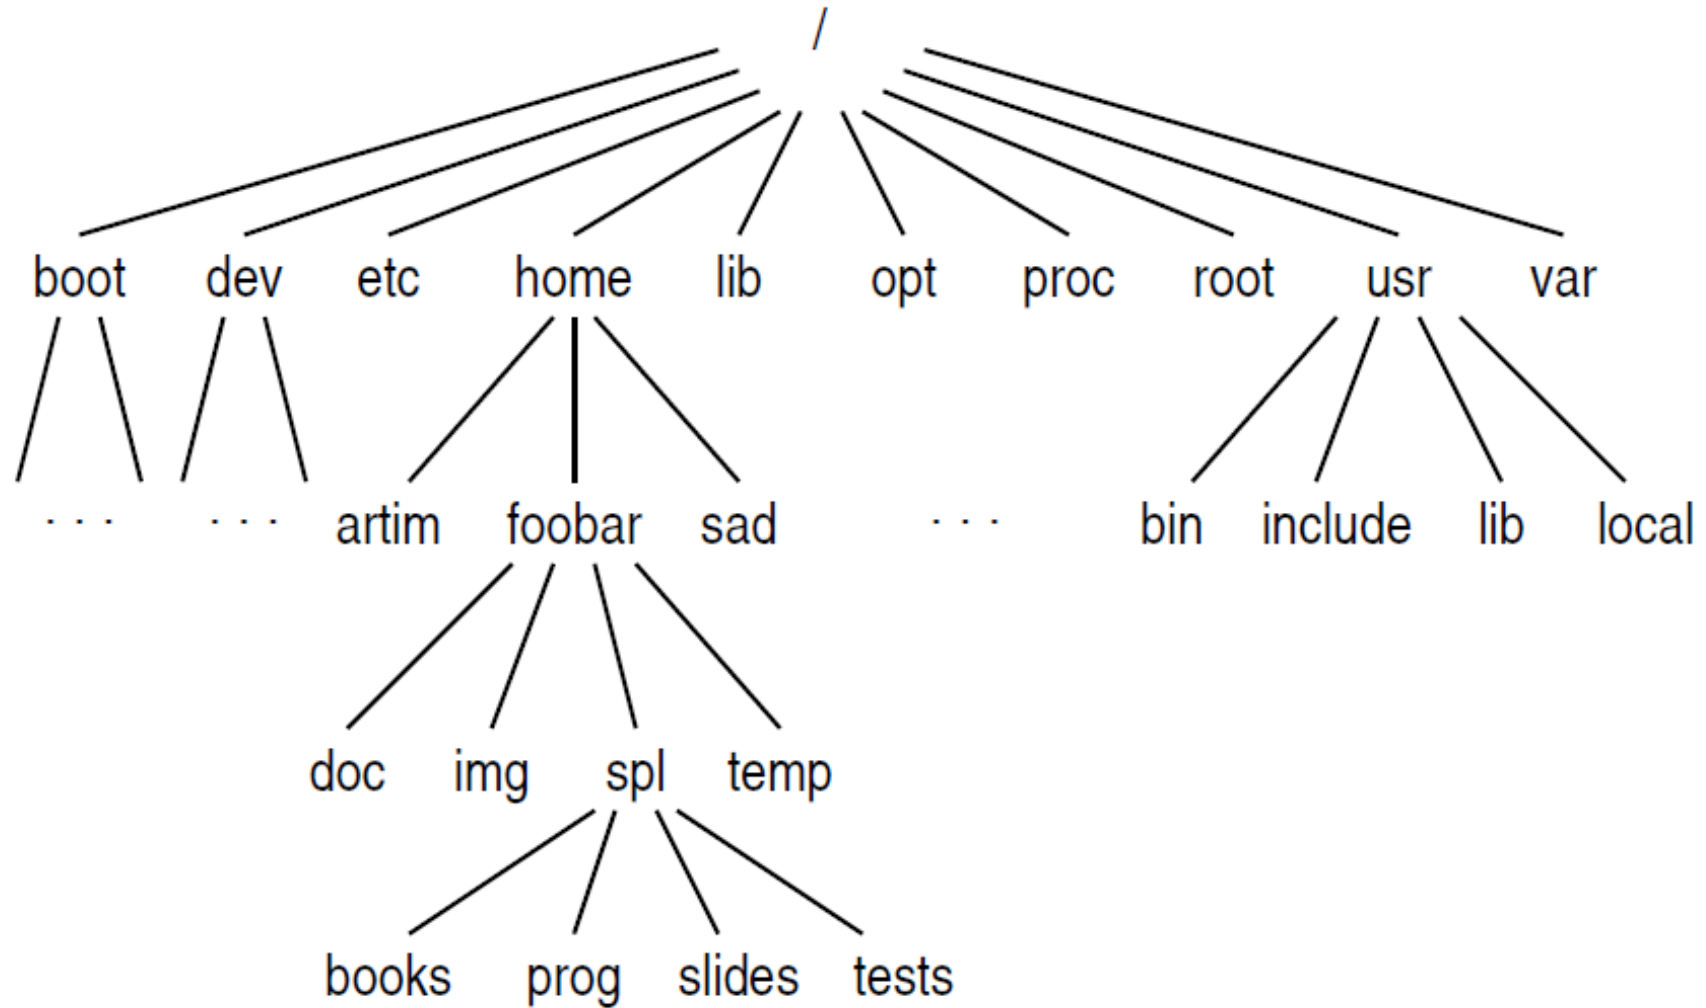 /
boot dev etc home lib opt proc root usr var
. . . . . . artim foobar sad . . . bin include lib local
doc img spl temp
books prog slides tests